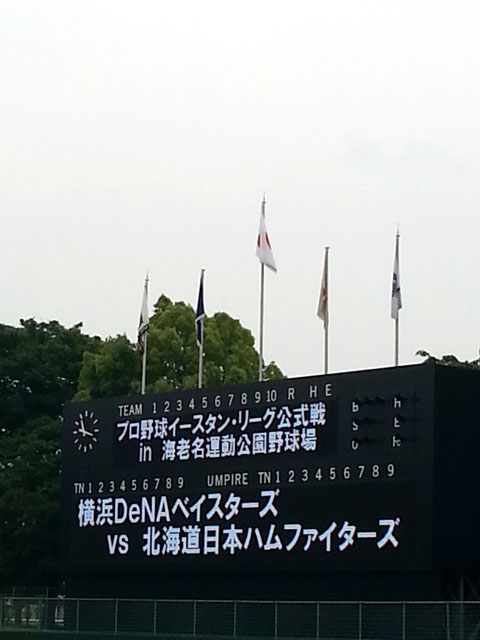 TEAM 1 2 3 4 5 6 7 8 9 10 R H E
プロ野球イースタン・リーグ公式戦
in 海老名運動公園野球場
B H
S E
O Fc
TN 1 2 3 4 5 6 7 8 9 UMPIRE TN 1 2 3 4 5 6 7 8 9
横浜DeNAベイスターズ
vs 北海道日本ハムファイターズ